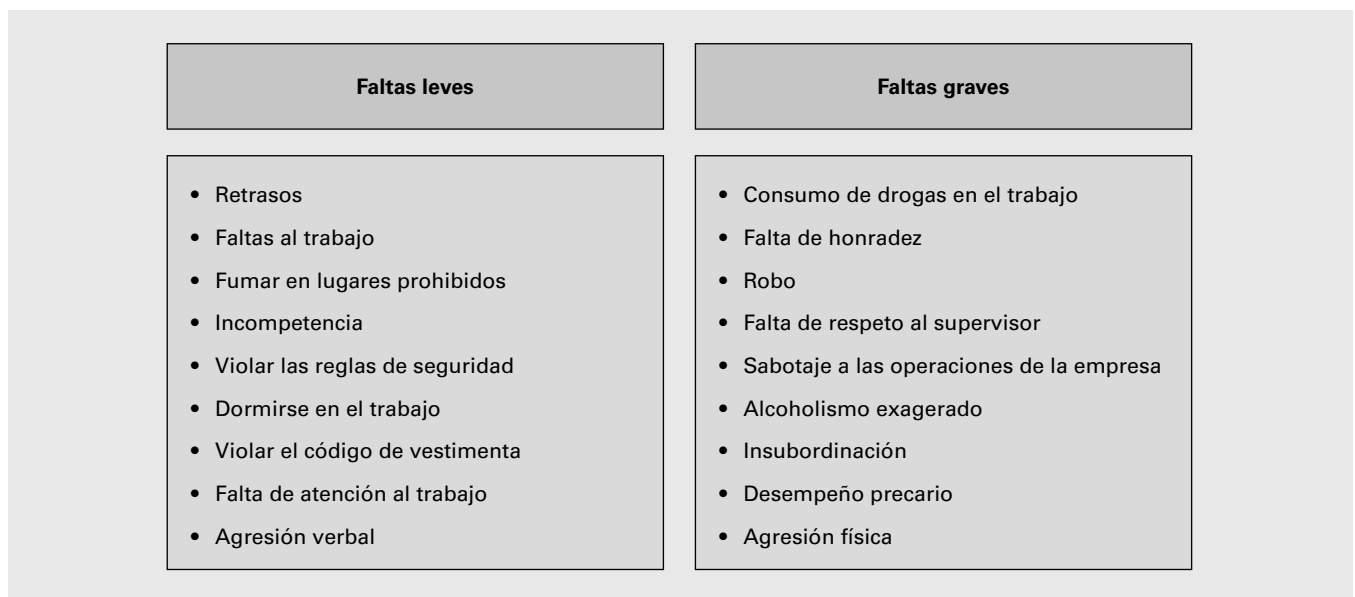 Faltas leves
• Retrasos
• Faltas al trabajo
• Fumar en lugares prohibidos
• Incompetencia
• Violar las reglas de seguridad
• Dormirse en el trabajo
• Violar el código de vestimenta
• Falta de atención al trabajo
• Agresión verbal
Faltas graves
• Consumo de drogas en el trabajo
• Falta de honradez
• Robo
• Falta de respeto al supervisor
• Sabotaje a las operaciones de la empresa
• Alcoholismo exagerado
• Insubordinación
• Desempeño precario
• Agresión física